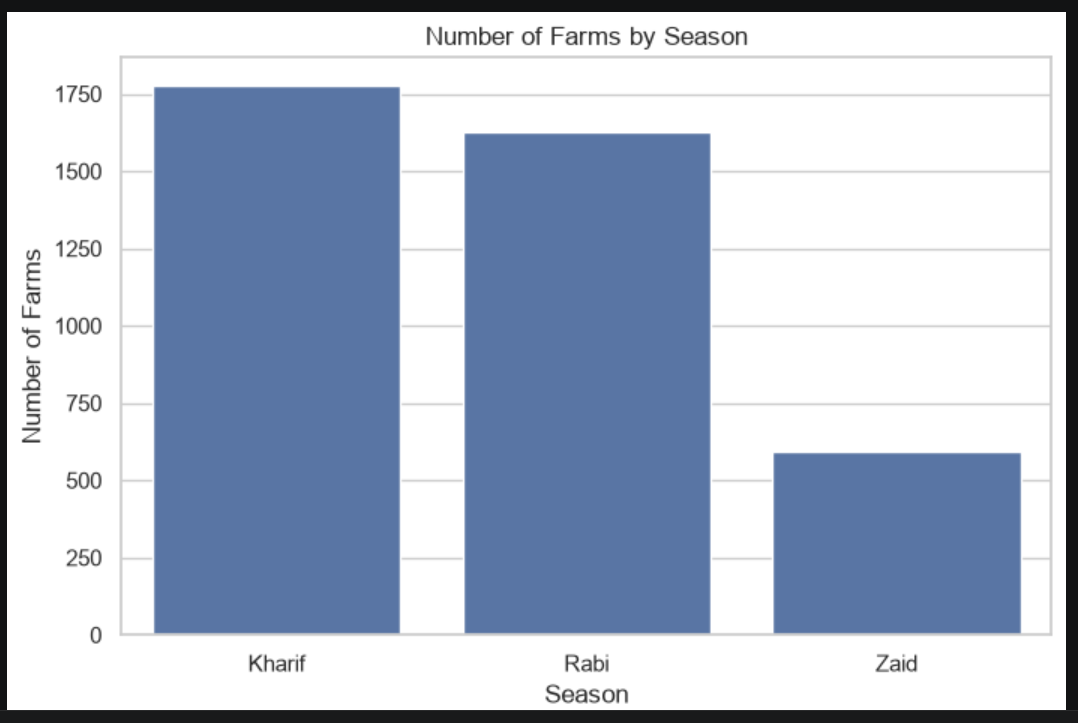 Number of Farms by Season
Number of Farms
1750
1500
1250
1000
750
500
250
0
Kharif Rabi Zaid
Season